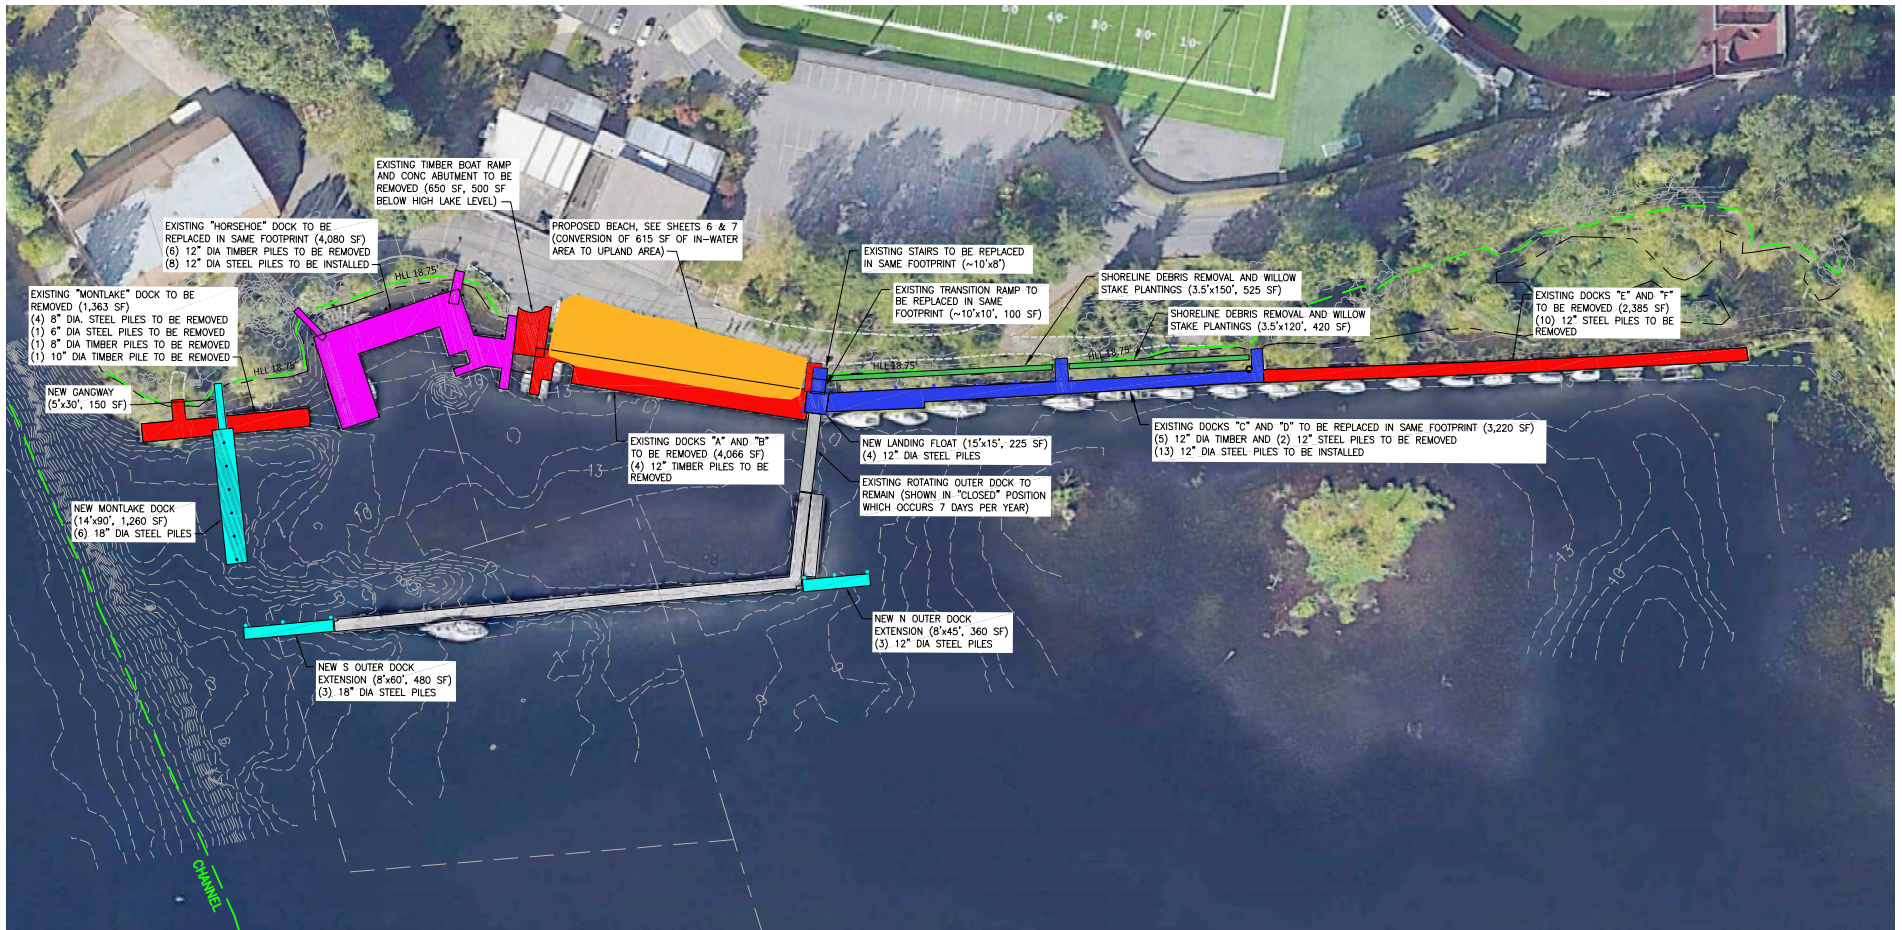 EXISTING TIMBER BOAT RAMP
AND CONC ABUTMENT TO BE
REMOVED (650 SF, 500 SF
BELOW HIGH LAKE LEVEL)
EXISTING "HORSESHOE" DOCK TO BE
REPLACED IN SAME FOOTPRINT (4,080 SF)
(6) 12" DIA TIMBER PILES TO BE REMOVED
(8) 12" DIA STEEL PILES TO BE INSTALLED
PROPOSED BEACH, SEE SHEETS 6 & 7
(CONVERSION OF 615 SF OF IN-WATER
AREA TO UPLAND AREA)
EXISTING STAIRS TO BE REPLACED
IN SAME FOOTPRINT (~10'x8')
EXISTING TRANSITION RAMP TO
BE REPLACED IN SAME
FOOTPRINT (~10'x10', 100 SF)
SHORELINE DEBRIS REMOVAL AND WILLOW
STAKE PLANTINGS (3.5'x150', 525 SF)
SHORELINE DEBRIS REMOVAL AND WILLOW
STAKE PLANTINGS (3.5'x120', 420 SF)
EXISTING DOCKS "E" AND "F"
TO BE REMOVED (2,385 SF)
(10) 12" STEEL PILES TO BE
REMOVED
EXISTING "MONTLAKE" DOCK TO BE
REMOVED (1,363 SF)
(4) 8" DIA. STEEL PILES TO BE REMOVED
(1) 6" DIA STEEL PILES TO BE REMOVED
(1) 8" DIA TIMBER PILES TO BE REMOVED
(1) 10" DIA TIMBER PILE TO BE REMOVED
HLL 18.75'
HLL 18.75'
HLL 18.75'
HLL 18.75'
NEW GANGWAY
(5'x30', 150 SF)
EXISTING DOCKS "A" AND "B"
TO BE REMOVED (4,066 SF)
(4) 12" TIMBER PILES TO BE
REMOVED
NEW LANDING FLOAT (15'x15', 225 SF)
(4) 12" DIA STEEL PILES
EXISTING DOCKS "C" AND "D" TO BE REPLACED IN SAME FOOTPRINT (3,220 SF)
(5) 12" DIA TIMBER AND (2) 12" STEEL PILES TO BE REMOVED
(13) 12" DIA STEEL PILES TO BE INSTALLED
EXISTING ROTATING OUTER DOCK TO
REMAIN (SHOWN IN "CLOSED" POSITION
WHICH OCCURS 7 DAYS PER YEAR)
NEW MONTLAKE DOCK
(14'x90', 1,260 SF)
(6) 18" DIA STEEL PILES
NEW N OUTER DOCK
EXTENSION (8'x45', 360 SF)
(3) 12" DIA STEEL PILES
NEW S OUTER DOCK
EXTENSION (8'x60', 480 SF)
(3) 18" DIA STEEL PILES
13
10
13
10
CHANNEL